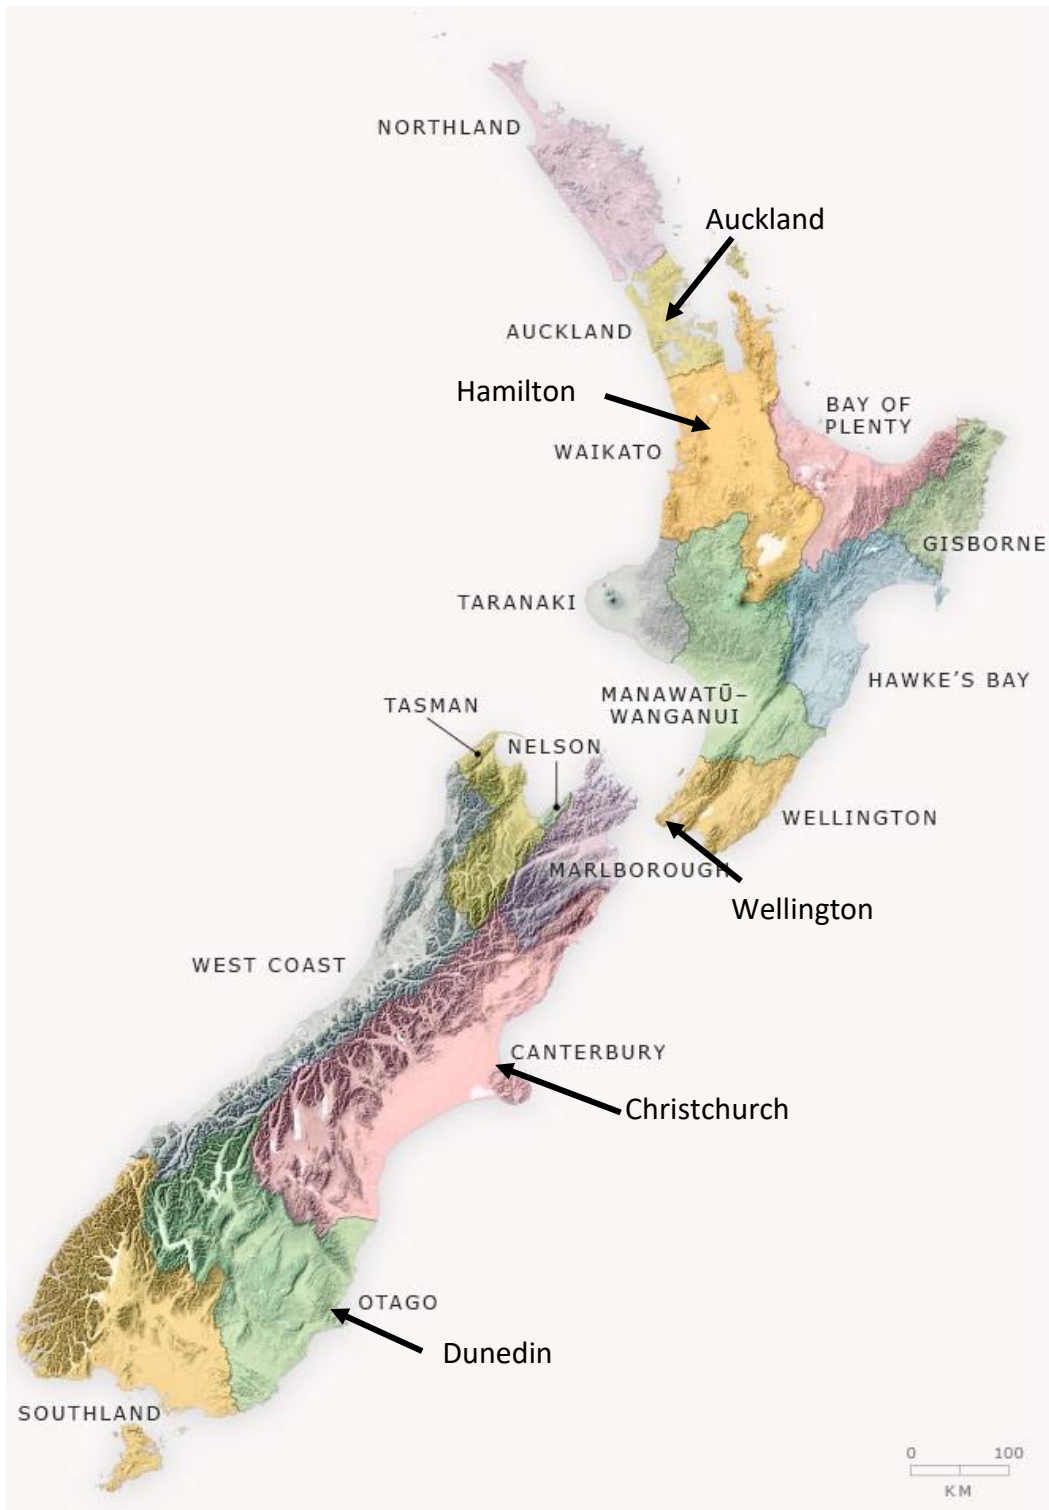 NORTHLAND
Auckland
AUCKLAND
Hamilton
BAY OF
PLENTY
WAIKATO
GISBORNE
TARANAKI
HAWKE'S BAY
MANAWATŪ–
WANGANUI
TASMAN
NELSON
WELLINGTON
MARLBOROUGH
Wellington
WEST COAST
CANTERBURY
Christchurch
OTAGO
Dunedin
SOUTHLAND
0 100
KM